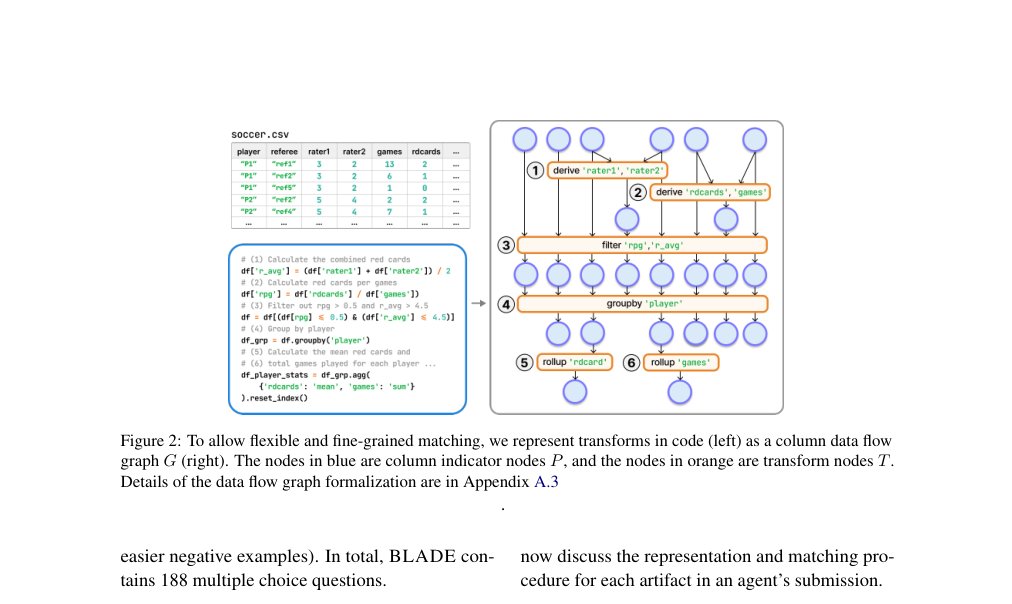 soccer.csv
player referee rater1 rater2 games rdcards ...
"P1" "ref1" 3 2 13 2 ...
"P1" "ref2" 3 2 6 1 ...
"P1" "ref5" 3 2 1 0 ...
"P2" "ref2" 5 4 2 2 ...
"P2" "ref4" 5 4 7 1 ...
... ... ... ... ... ...
# (1) Calculate the combined red cards
df['r_avg'] = (df['rater1'] + df['rater2']) / 2
# (2) Calculate red cards per games
df['rpg'] = df['rdcards'] / df['games'])
# (3) Filter out rpg > 0.5 and r_avg > 4.5
df = df[(df[rpg] ≤ 0.5) & (df['r_avg'] ≤ 4.5)]
# (4) Group by player
df_grp = df.groupby('player')
# (5) Calculate the mean red cards and
# (6) total games played for each player ...
df_player_stats = df_grp.agg(
{'rdcards': 'mean', 'games': 'sum'}
).reset_index()
1 derive 'rater1','rater2'
2 derive 'rdcards','games'
3 filter 'rpg','r_avg'
4 groupby 'player'
5 rollup 'rdcard'
6 rollup 'games'
Figure 2: To allow flexible and fine-grained matching, we represent transforms in code (left) as a column data flow
graph G (right). The nodes in blue are column indicator nodes P, and the nodes in orange are transform nodes T.
Details of the data flow graph formalization are in Appendix A.3
.
easier negative examples). In total, BLADE con-
tains 188 multiple choice questions.
now discuss the representation and matching pro-
cedure for each artifact in an agent's submission.